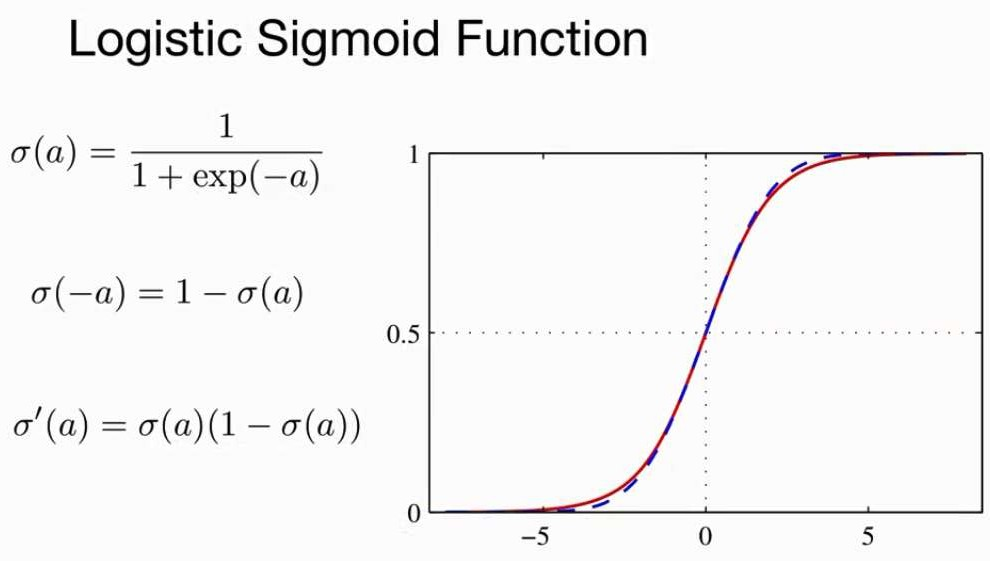 Logistic Sigmoid Function
σ(a) = 1 / (1 + exp(−a))
σ(−a) = 1 − σ(a)
σ′(a) = σ(a)(1 − σ(a))
1
0.5
0
−5 0 5